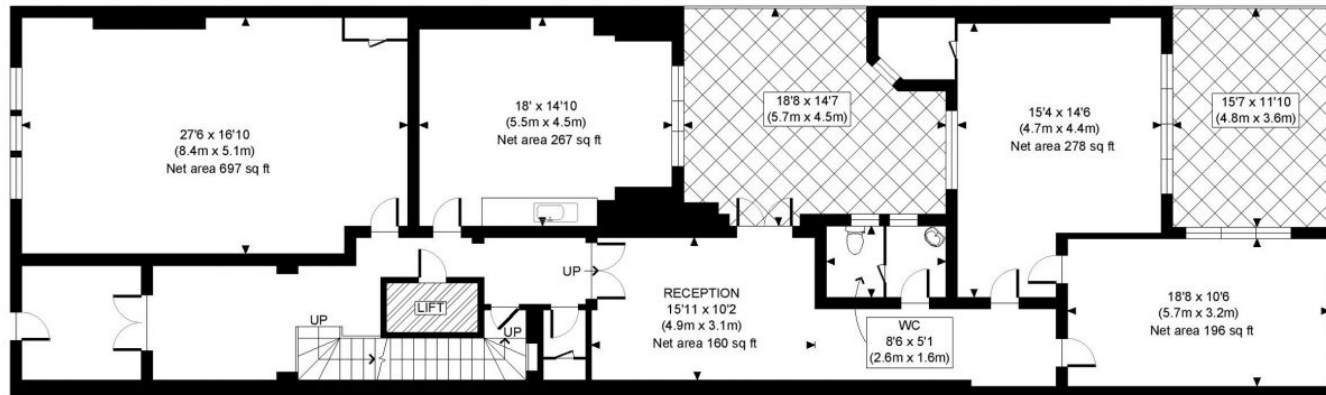 27'6 x 16'10
(8.4m x 5.1m)
Net area 697 sq ft
18' x 14'10
(5.5m x 4.5m)
Net area 267 sq ft
18'8 x 14'7
(5.7m x 4.5m)
15'4 x 14'6
(4.7m x 4.4m)
Net area 278 sq ft
15'7 x 11'10
(4.8m x 3.6m)
UP
LIFT
UP
UP
RECEPTION
15'11 x 10'2
(4.9m x 3.1m)
Net area 160 sq ft
WC
8'6 x 5'1
(2.6m x 1.6m)
18'8 x 10'6
(5.7m x 3.2m)
Net area 196 sq ft